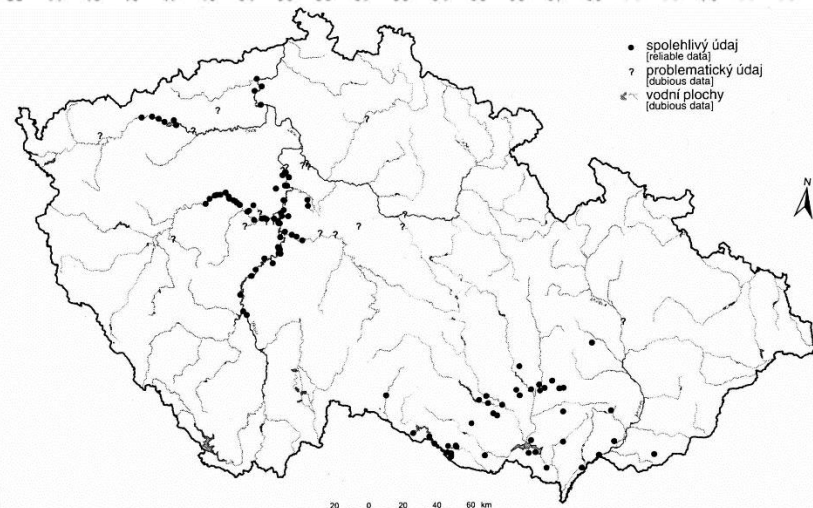 spolehlivý údaj
[reliable data]
? problematický údaj
[dubious data]
vodní plochy
[dubious data]
N
20 0 20 40 60 km